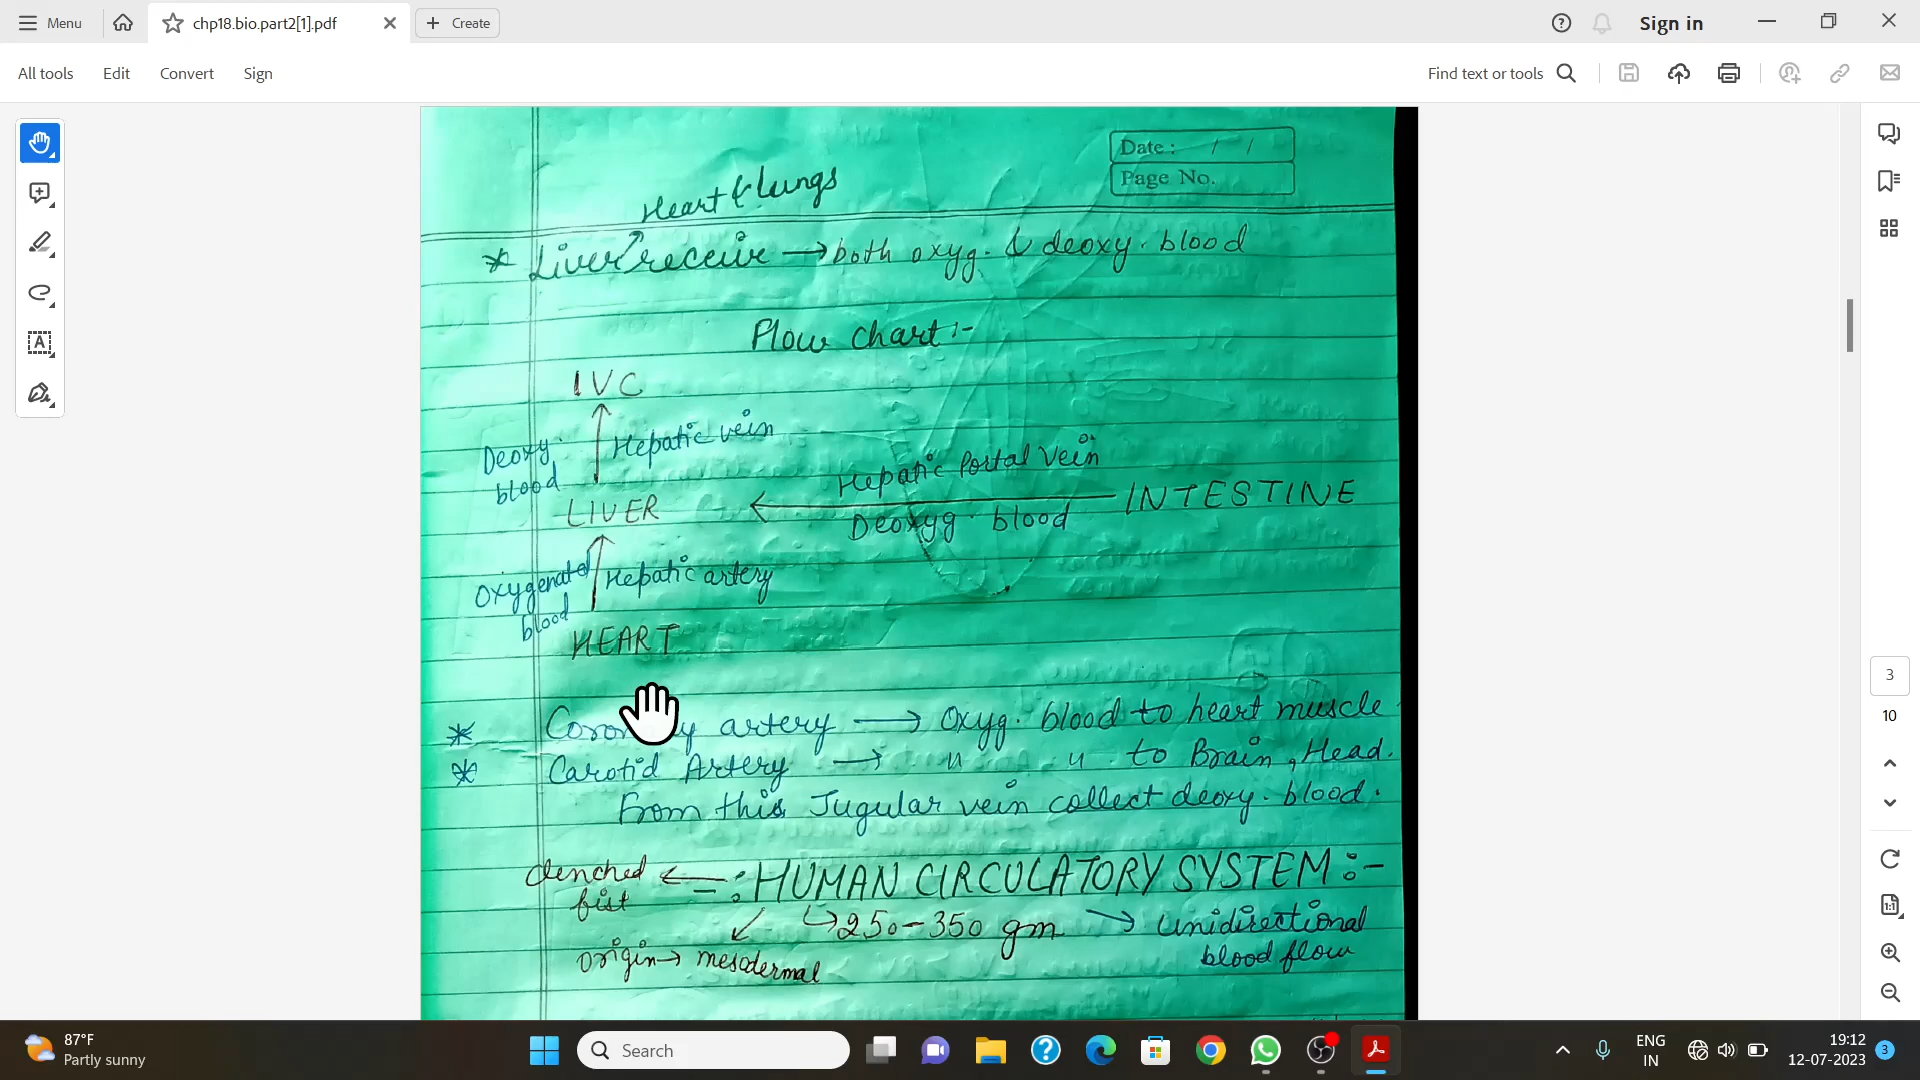 Menu
chp18.bio.part2[1].pdf
Create
Sign in
All tools
Edit
Convert
Sign
Find text or tools
Date : / /
Page No.
Heart & lungs
* Liver receive → both oxyg. & deoxy. blood
Flow chart :-
IVC
Deoxy. blood
Hepatic vein
Hepatic Portal Vein
LIVER ← INTESTINE
Deoxyg. blood
Oxygenated blood
Hepatic artery
HEART
* artery → Oxyg. blood to heart muscle
* Carotid Artery → " " to Brain, Head.
From this Jugular vein collect deoxy. blood.
clenched fist ← -: HUMAN CIRCULATORY SYSTEM :-
250-350 gm → Unidirectional blood flow
origin → mesodermal
3
10
87°F
Partly sunny
Search
ENG
IN
19:12
12-07-2023
3